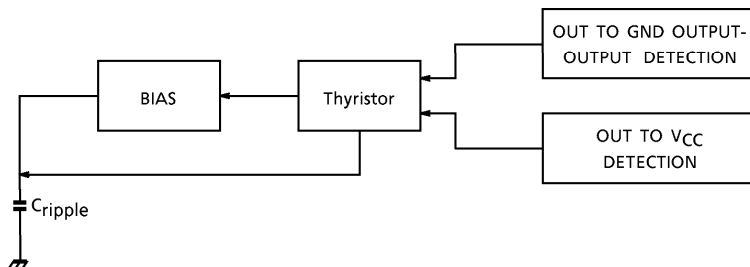 OUT TO GND OUTPUT-
OUTPUT DETECTION
BIAS
Thyristor
OUT TO VCC
DETECTION
Cripple